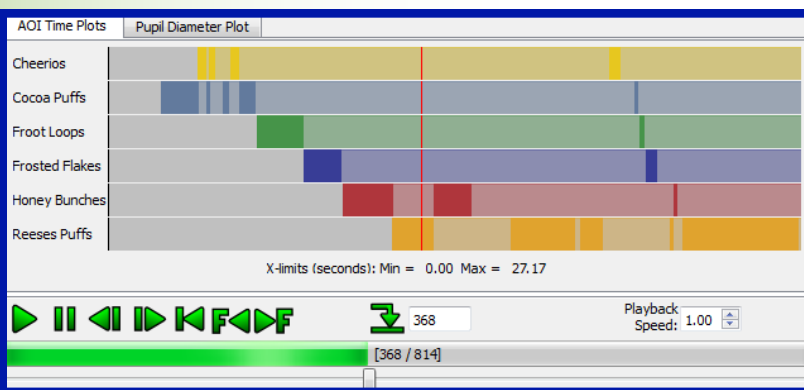 AOI Time Plots Pupil Diameter Plot
Cheerios
Cocoa Puffs
Froot Loops
Frosted Flakes
Honey Bunches
Reeses Puffs
X-limits (seconds): Min = 0.00 Max = 27.17
F F 368 Playback Speed: 1.00
[368 / 814]